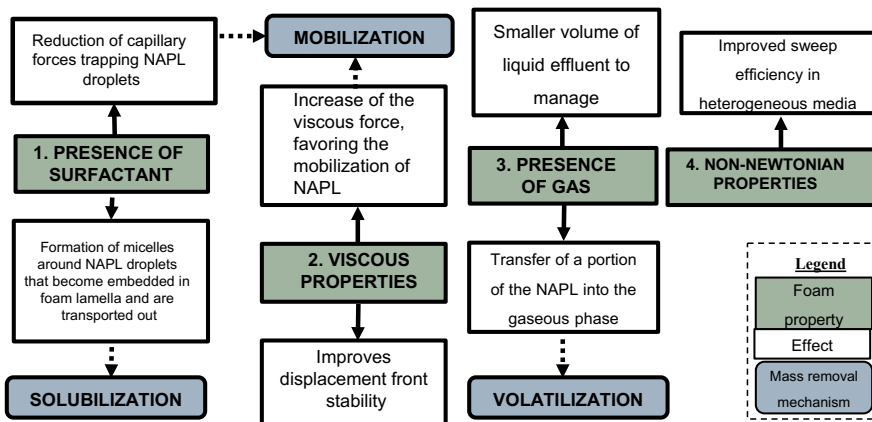 Reduction of capillary
forces trapping NAPL
droplets
MOBILIZATION
Smaller volume of
liquid effluent to
manage
Improved sweep
efficiency in
heterogeneous media
1. PRESENCE OF
SURFACTANT
Increase of the
viscous force,
favoring the
mobilization of
NAPL
3. PRESENCE
OF GAS
4. NON-NEWTONIAN
PROPERTIES
Formation of micelles
around NAPL droplets
that become embedded in
foam lamella and are
transported out
2. VISCOUS
PROPERTIES
Transfer of a portion
of the NAPL into the
gaseous phase
Improves
displacement front
stability
SOLUBILIZATION
VOLATILIZATION
Legend
Foam
property
Effect
Mass removal
mechanism